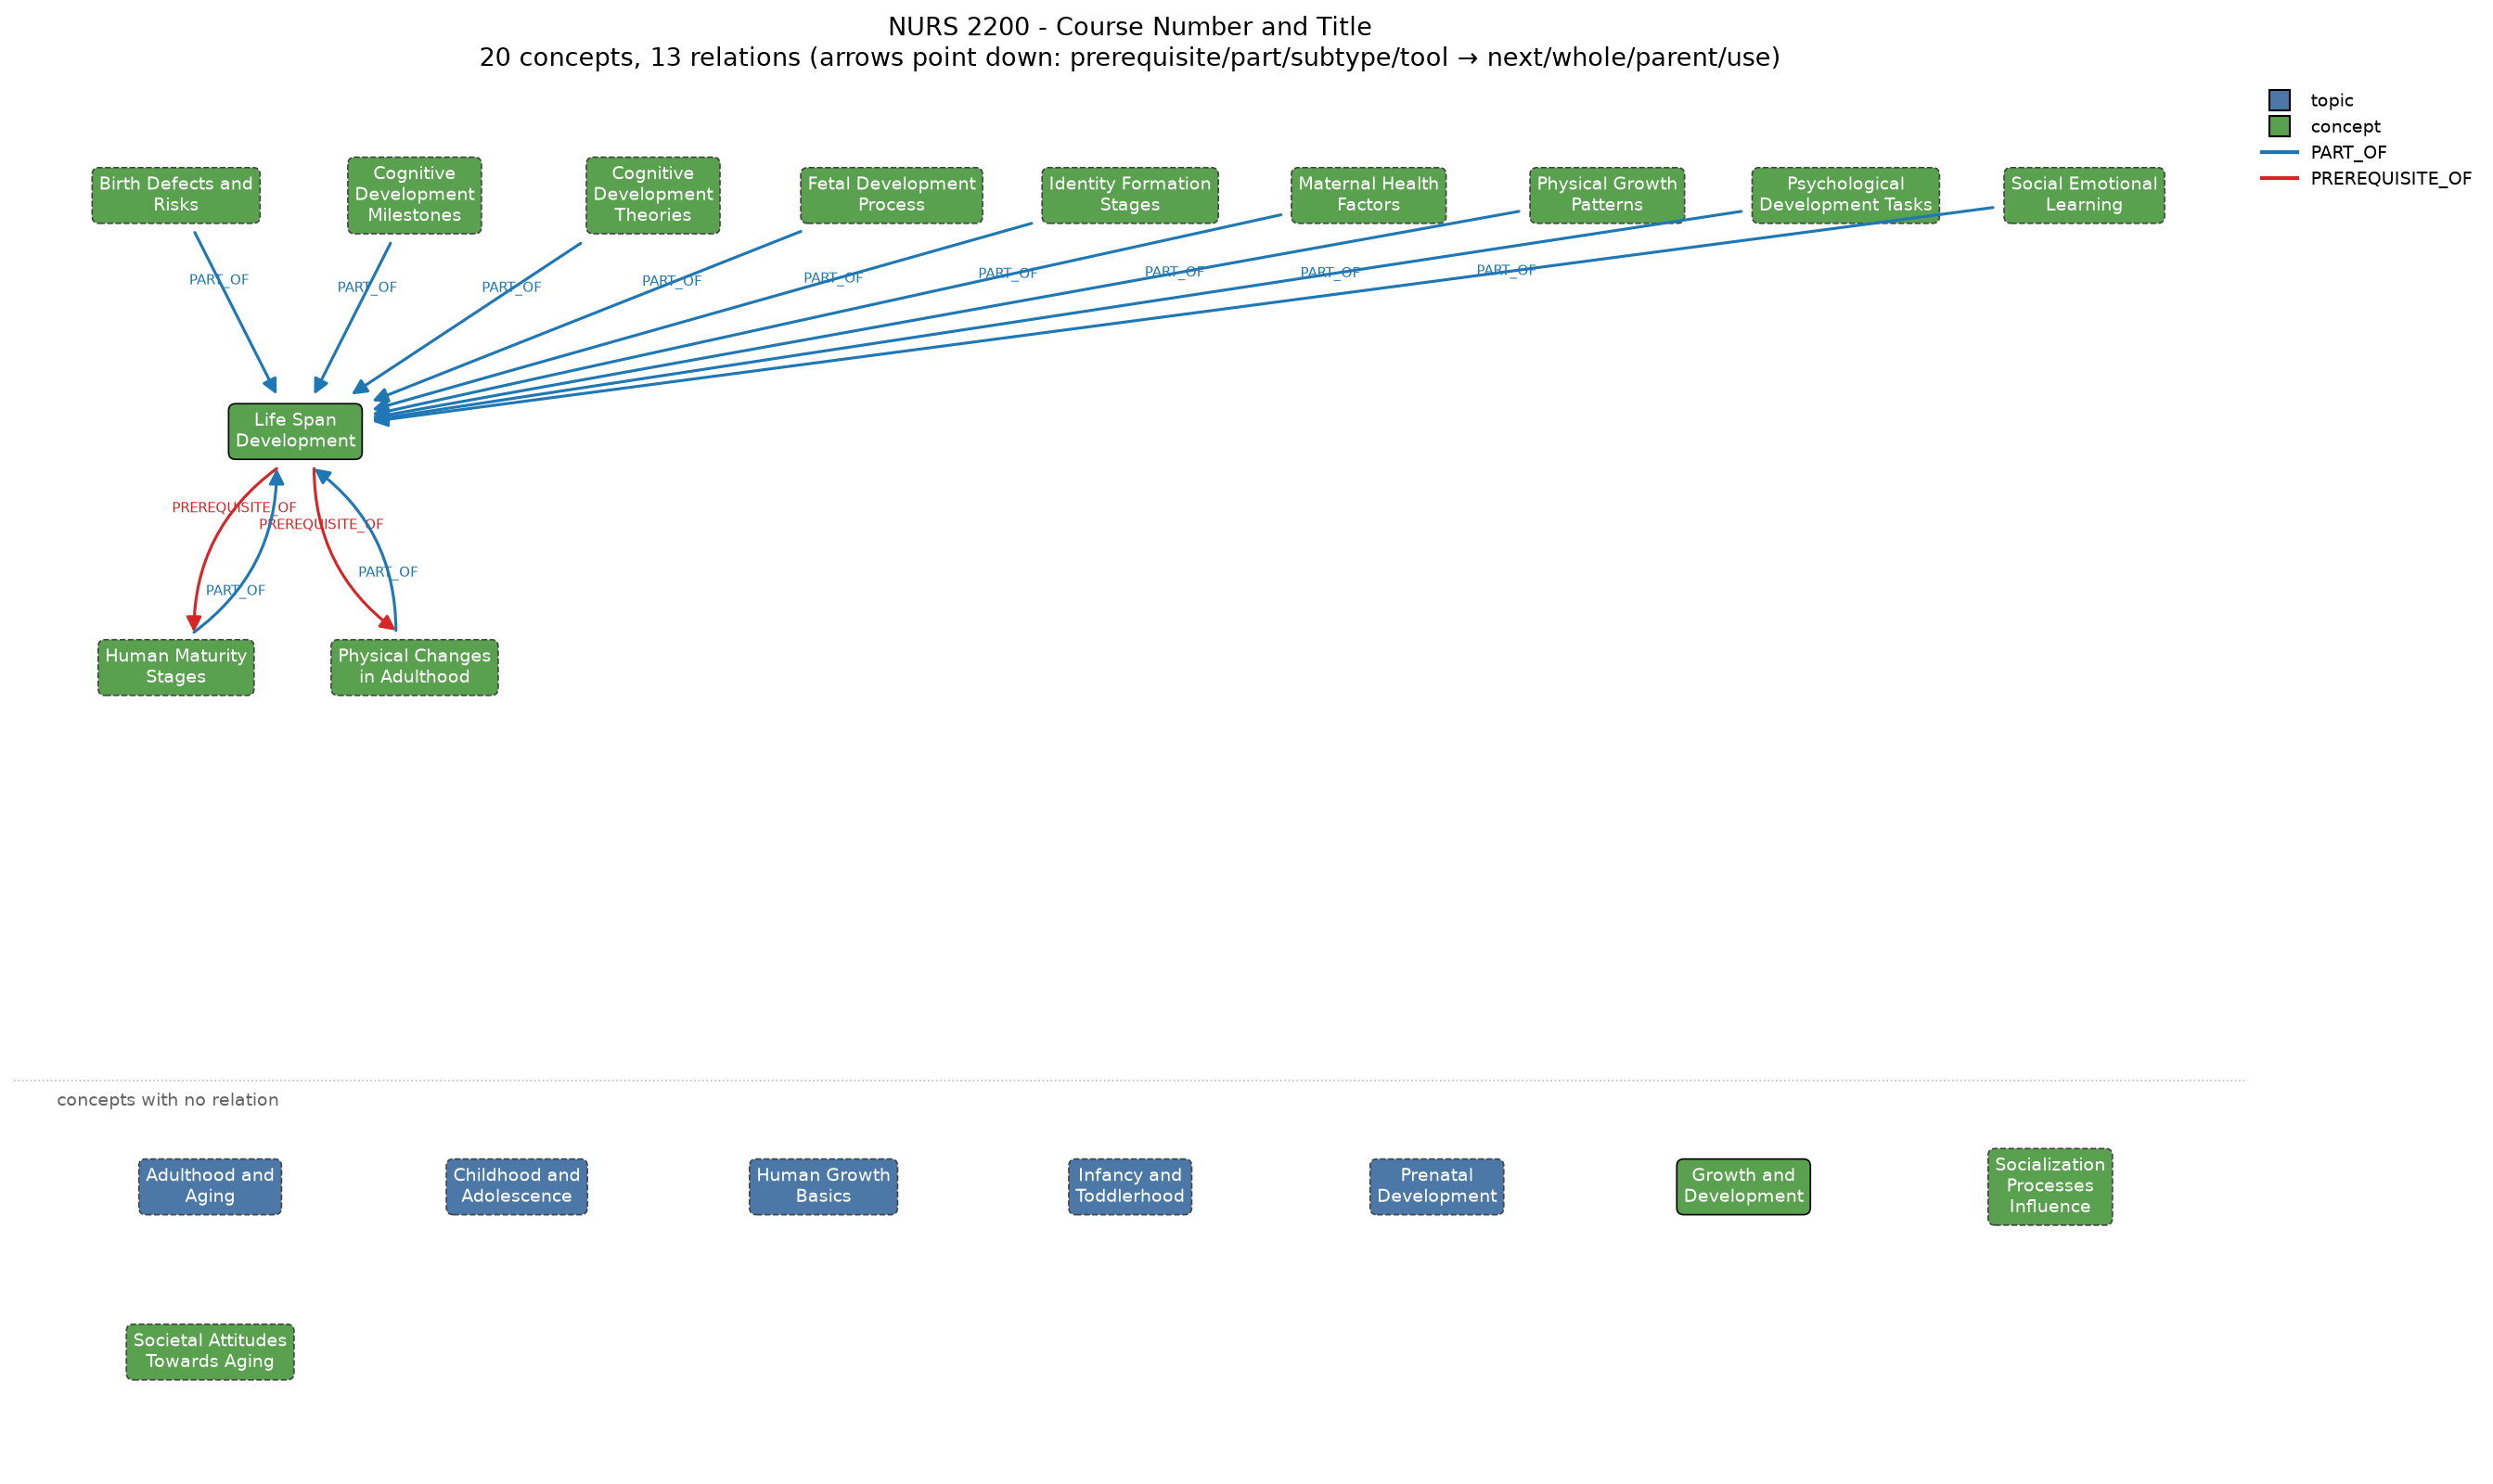 NURS 2200 - Course Number and Title
20 concepts, 13 relations (arrows point down: prerequisite/part/subtype/tool → next/whole/parent/use)
topic
concept
PART_OF
PREREQUISITE_OF
Birth Defects and
Risks
Cognitive
Development
Milestones
Cognitive
Development
Theories
Fetal Development
Process
Identity Formation
Stages
Maternal Health
Factors
Physical Growth
Patterns
Psychological
Development Tasks
Social Emotional
Learning
PART_OF
PART_OF
PART_OF
PART_OF
PART_OF
PART_OF
PART_OF
PART_OF
PART_OF
Life Span
Development
PREREQUISITE_OF
PREREQUISITE_OF
PART_OF
PART_OF
Human Maturity
Stages
Physical Changes
in Adulthood
concepts with no relation
Adulthood and
Aging
Childhood and
Adolescence
Human Growth
Basics
Infancy and
Toddlerhood
Prenatal
Development
Growth and
Development
Socialization
Processes
Influence
Societal Attitudes
Towards Aging